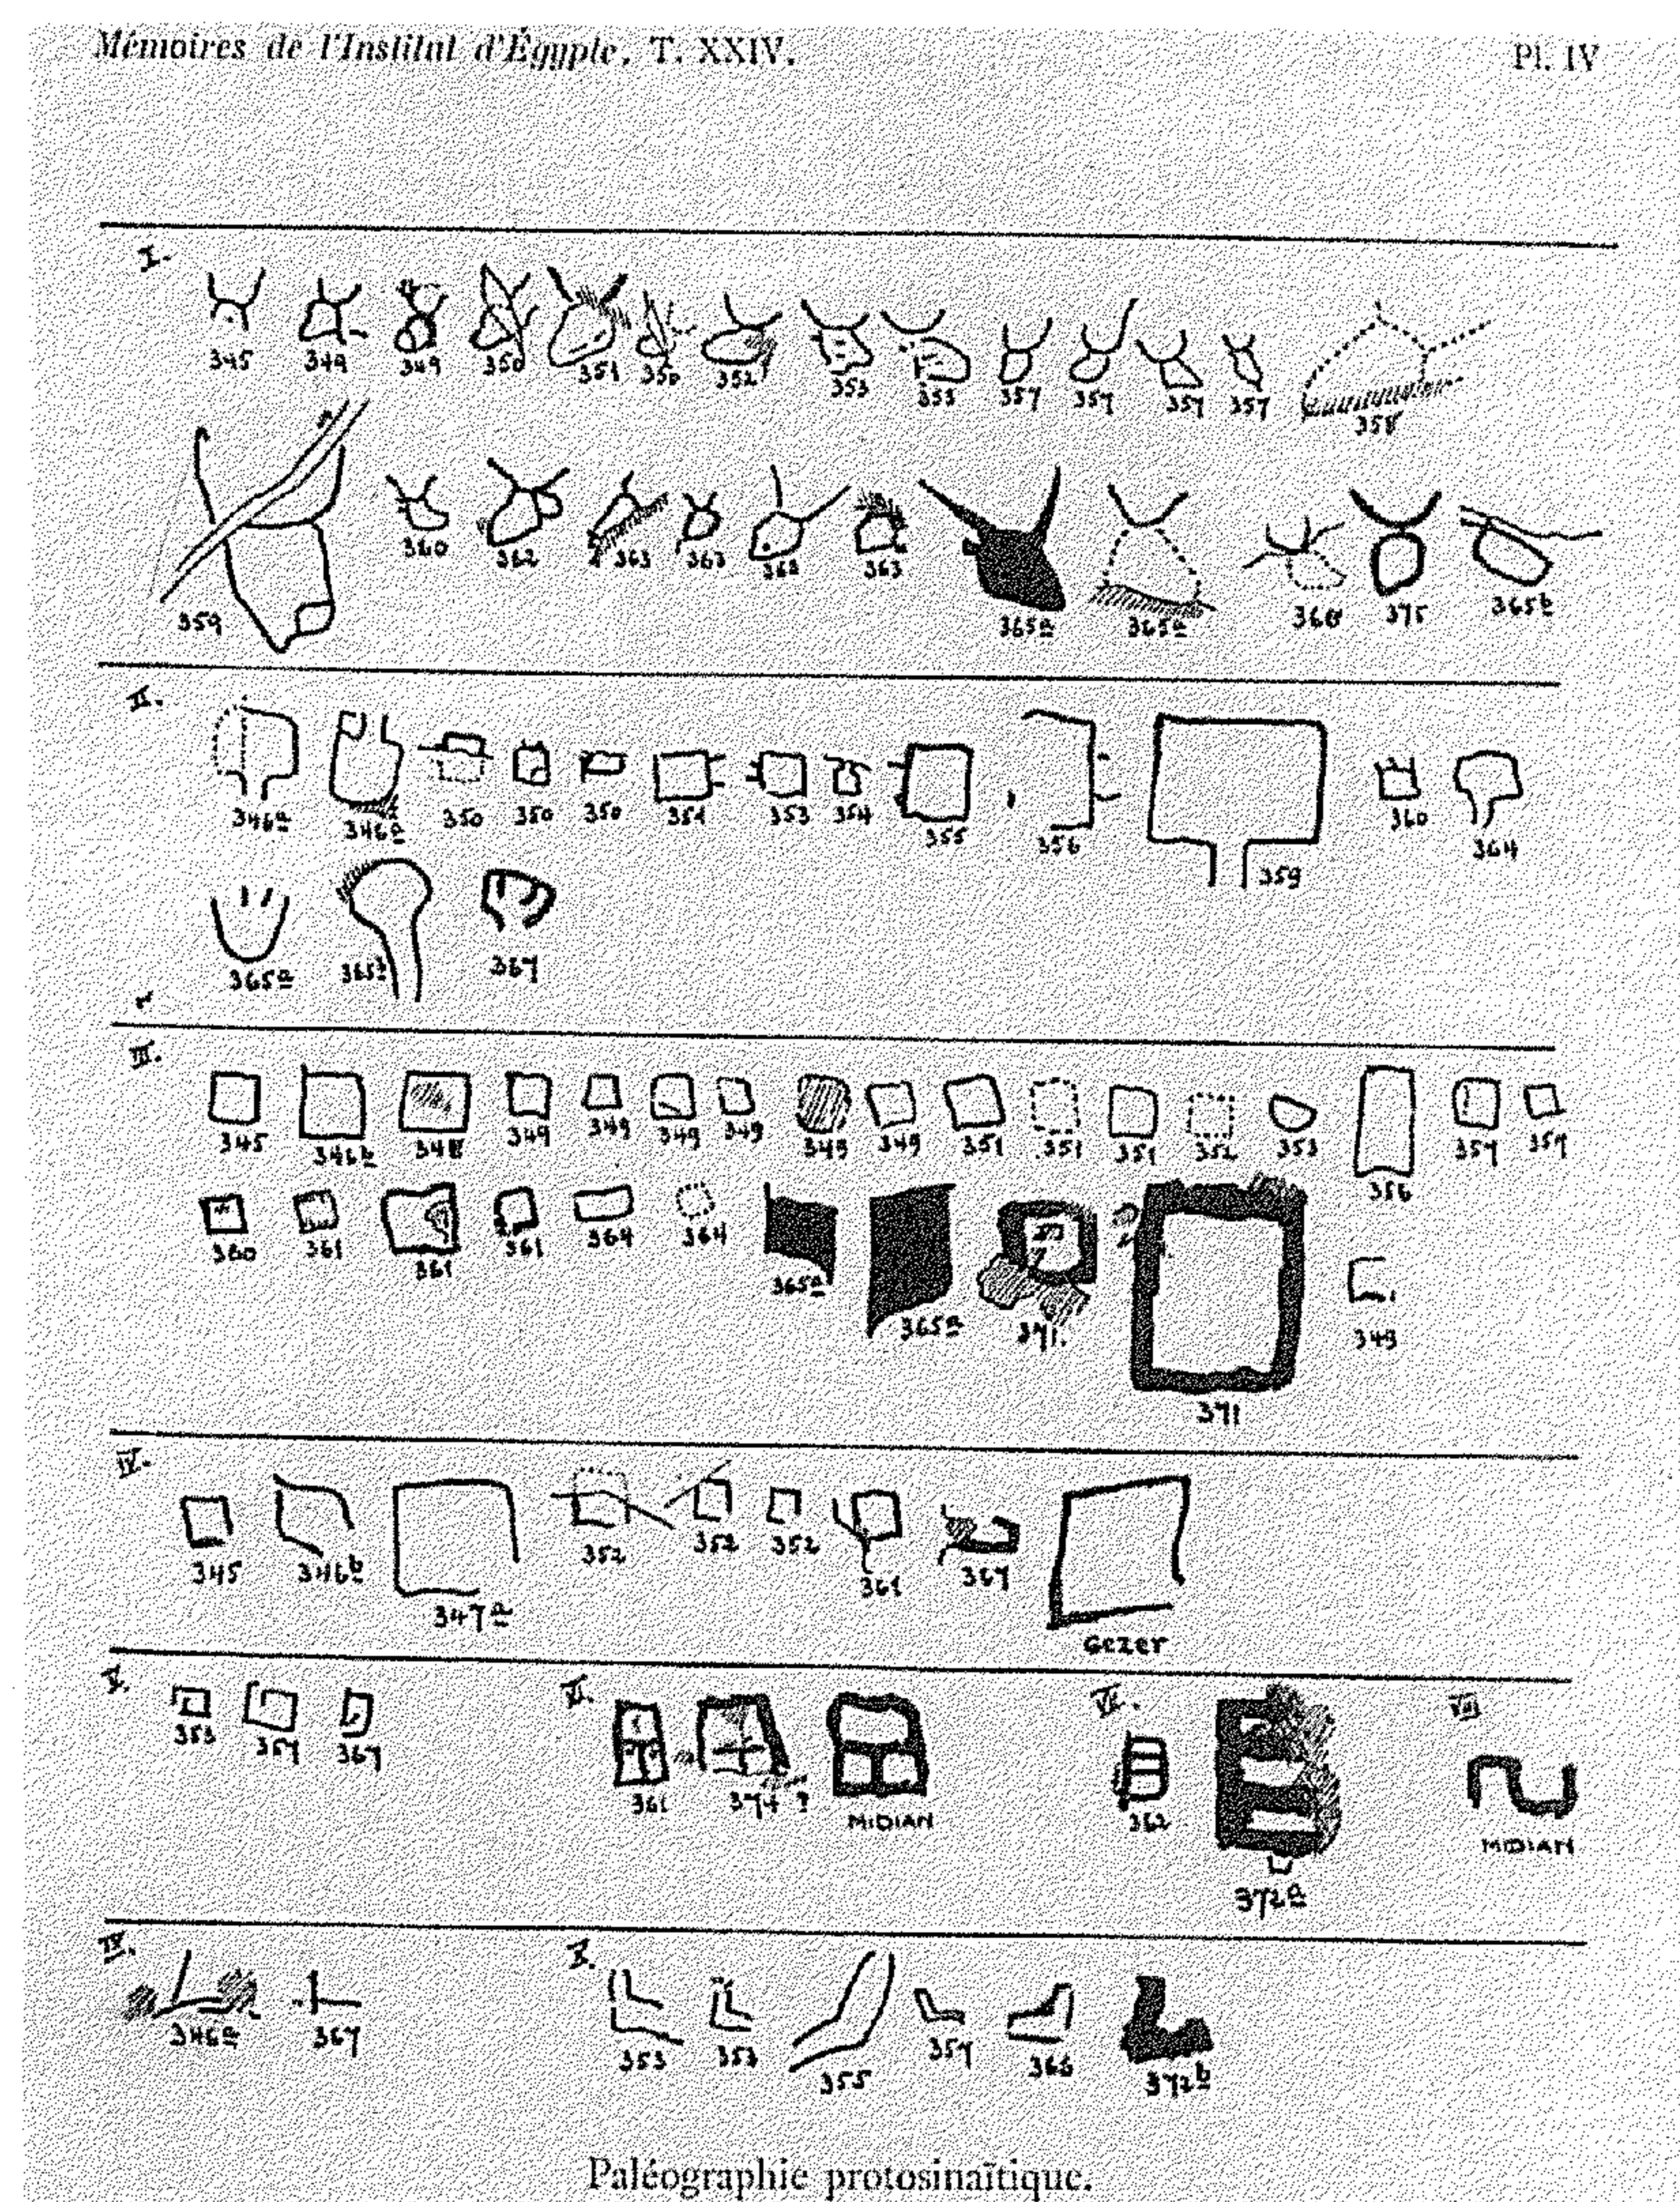 Mémoires de l'Institut d'Égypte, T. XXIV. Pl. IV
I.
345 349 349 350 351 350 352 353 355 357 357 357 357 358
359 360 362 363 363 363 365a 365a 375 365b
II.
346a 346a 350 350 350 351 353 354 355 356 359 360 364
365a 365b 367
III.
345 346b 349 349 349 349 349 349 351 351 351 352 353 356 357 357
360 361 361 361 364 364 365a 365a 371. 371 349
IV.
345 346b 347a 352 352 352 361 367 Gezer
V. 353 357 367
VI. 361 374 ? MIDIAN
VII. 362 372a
VIII MIDIAN
IX. 346a 367
X. 353 353 355 357 366 372b
Paléographie protosinaïtique.